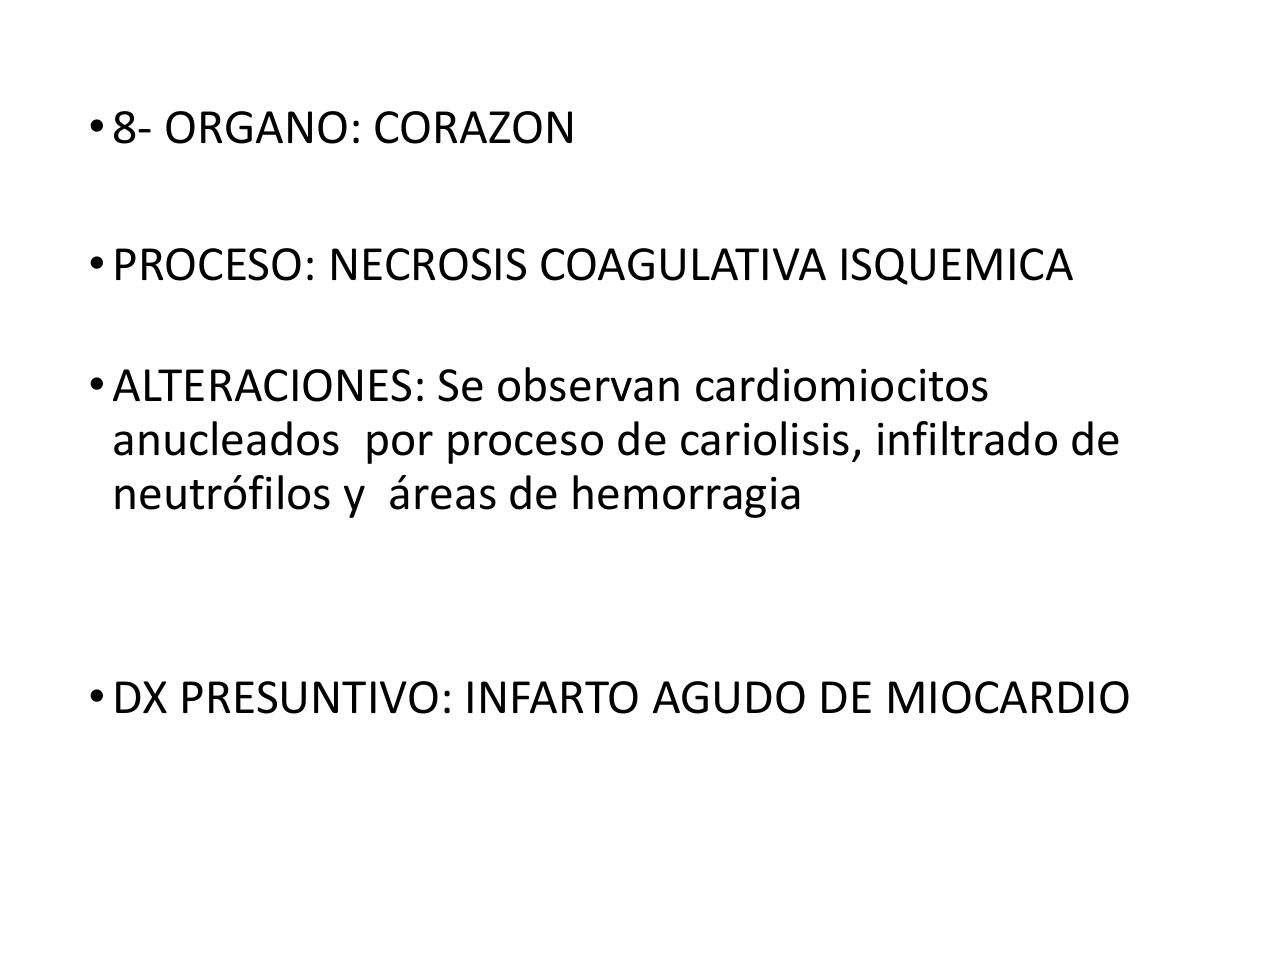 • 8- ORGANO: CORAZON
• PROCESO: NECROSIS COAGULATIVA ISQUEMICA
• ALTERACIONES: Se observan cardiomiocitos
anucleados por proceso de cariolisis, infiltrado de
neutrófilos y áreas de hemorragia
• DX PRESUNTIVO: INFARTO AGUDO DE MIOCARDIO